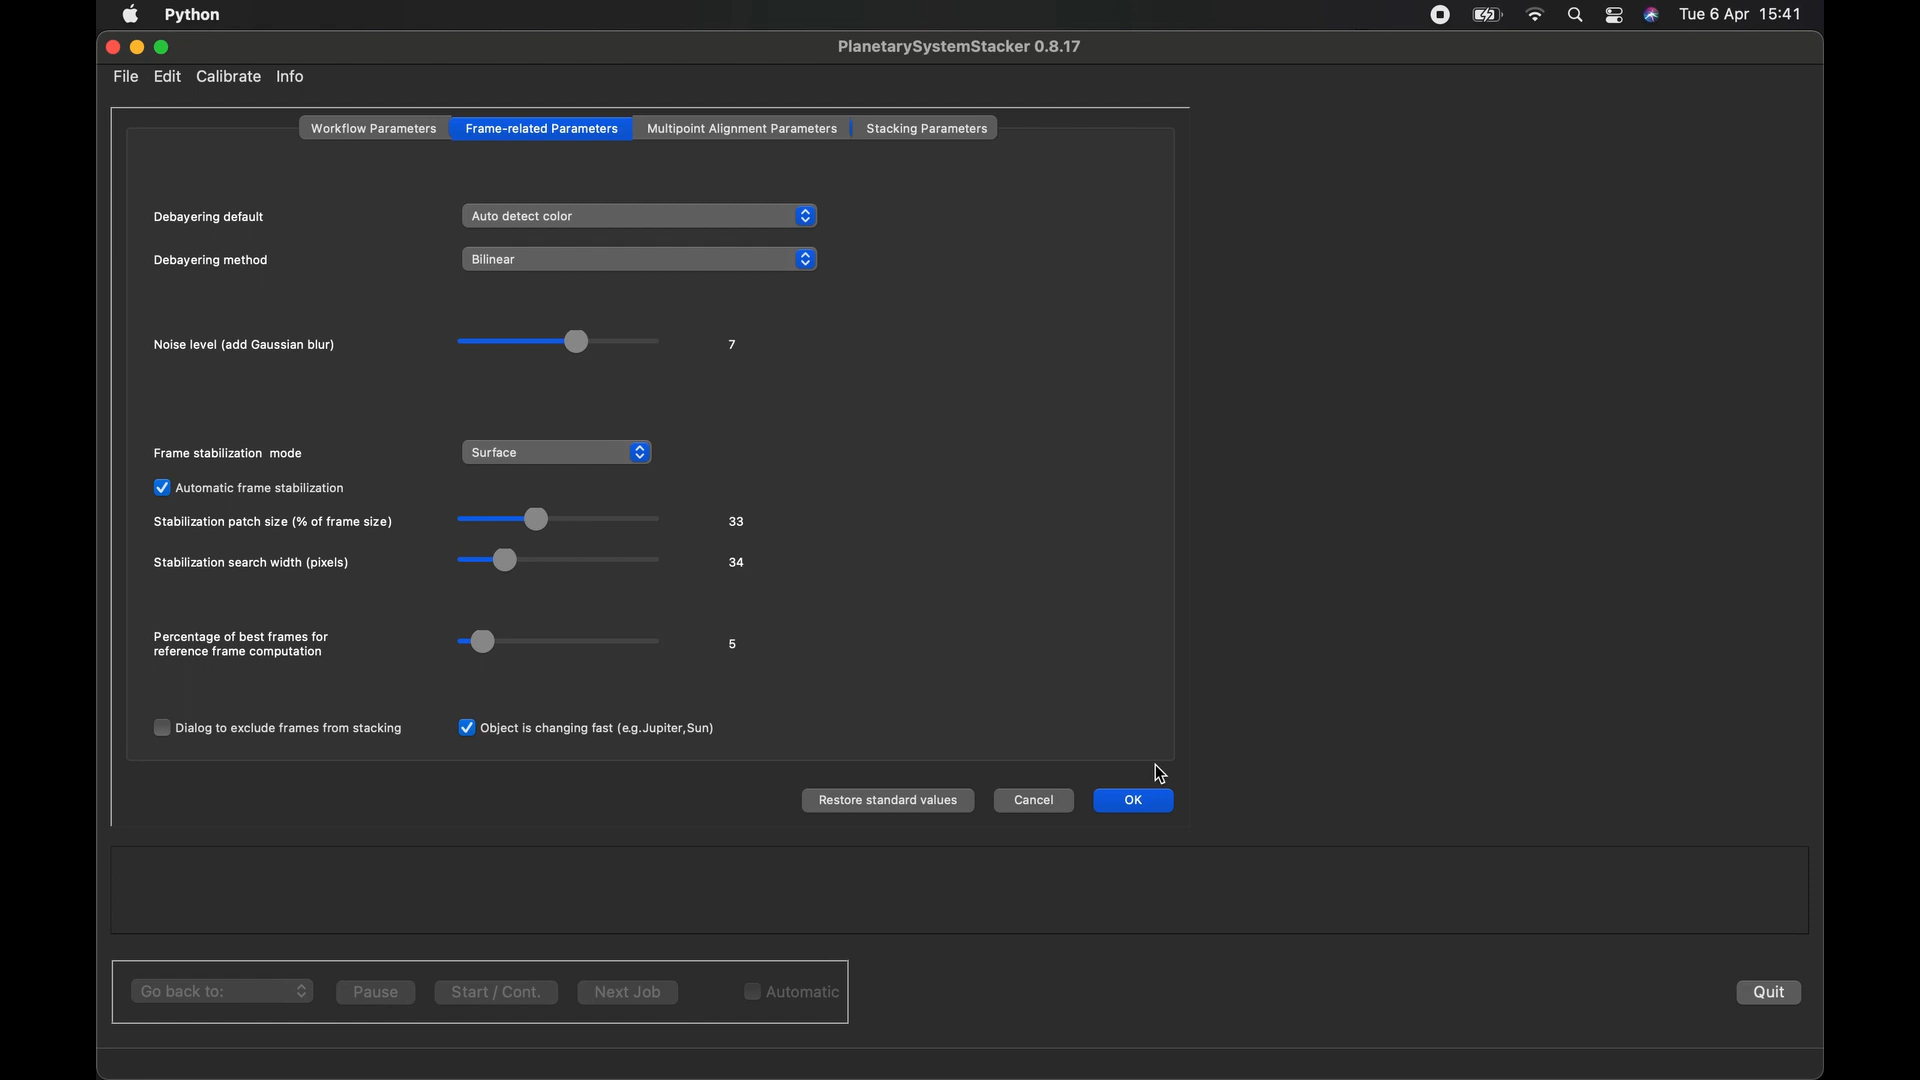 Python
Tue 6 Apr 15:41
PlanetarySystemStacker 0.8.17
File Edit Calibrate Info
Workflow Parameters Frame-related Parameters Multipoint Alignment Parameters Stacking Parameters
Debayering default Auto detect color
Debayering method Bilinear
Noise level (add Gaussian blur) 7
Frame stabilization mode Surface
Automatic frame stabilization
Stabilization patch size (% of frame size) 33
Stabilization search width (pixels) 34
Percentage of best frames for
reference frame computation 5
Dialog to exclude frames from stacking Object is changing fast (e.g.Jupiter,Sun)
Restore standard values Cancel OK
Go back to: Pause Start / Cont. Next Job Automatic Quit